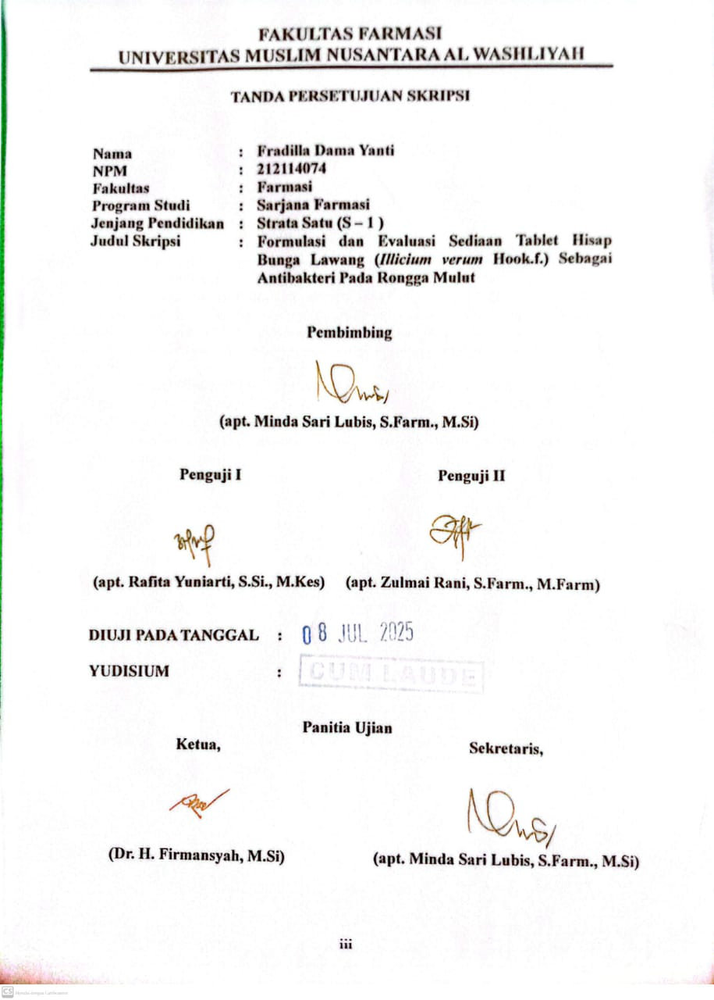 FAKULTAS FARMASI
UNIVERSITAS MUSLIM NUSANTARA AL WASHLIYAH
TANDA PERSETUJUAN SKRIPSI
Nama : Fradilla Dama Yanti
NPM : 212114074
Fakultas : Farmasi
Program Studi : Sarjana Farmasi
Jenjang Pendidikan : Strata Satu (S – 1 )
Judul Skripsi : Formulasi dan Evaluasi Sediaan Tablet Hisap
Bunga Lawang (Illicium verum Hook.f.) Sebagai
Antibakteri Pada Rongga Mulut
Pembimbing
(apt. Minda Sari Lubis, S.Farm., M.Si)
Penguji I Penguji II
(apt. Rafita Yuniarti, S.Si., M.Kes) (apt. Zulmai Rani, S.Farm., M.Farm)
DIUJI PADA TANGGAL : 08 JUL 2025
YUDISIUM : CUM LAUDE
Panitia Ujian
Ketua, Sekretaris,
(Dr. H. Firmansyah, M.Si) (apt. Minda Sari Lubis, S.Farm., M.Si)
iii
CS